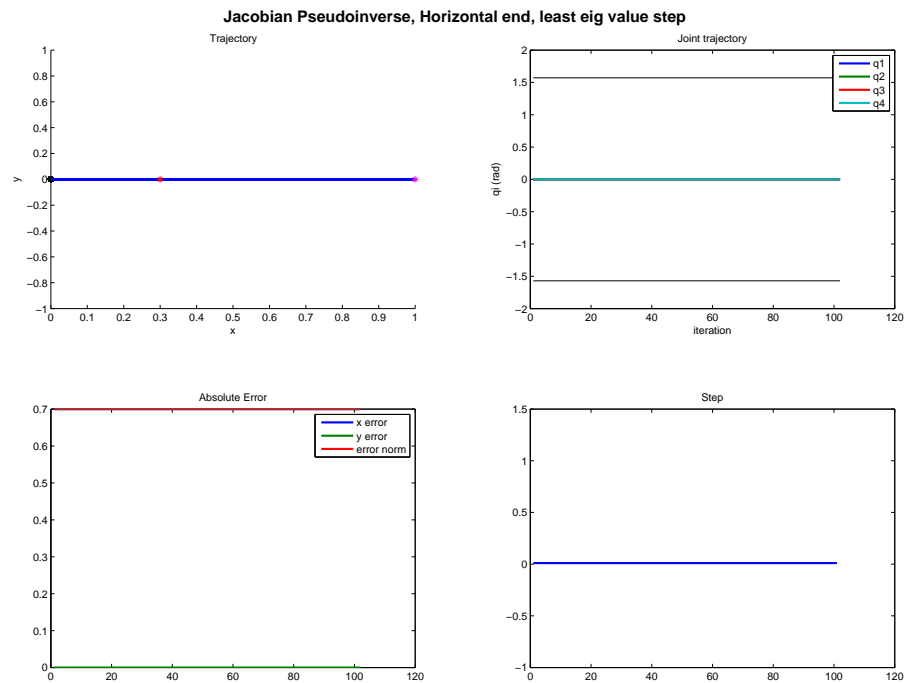 Jacobian Pseudoinverse, Horizontal end, least eig value step
Trajectory
1
0.8
0.6
0.4
0.2
0
−0.2
−0.4
−0.6
−0.8
−1
y
0 0.1 0.2 0.3 0.4 0.5 0.6 0.7 0.8 0.9 1
x
Joint trajectory
2
1.5
1
0.5
0
−0.5
−1
−1.5
−2
qi (rad)
q1
q2
q3
q4
0 20 40 60 80 100 120
iteration
Absolute Error
0.7
0.6
0.5
0.4
0.3
0.2
0.1
0
x error
y error
error norm
0 20 40 60 80 100 120
Step
1.5
1
0.5
0
−0.5
−1
0 20 40 60 80 100 120